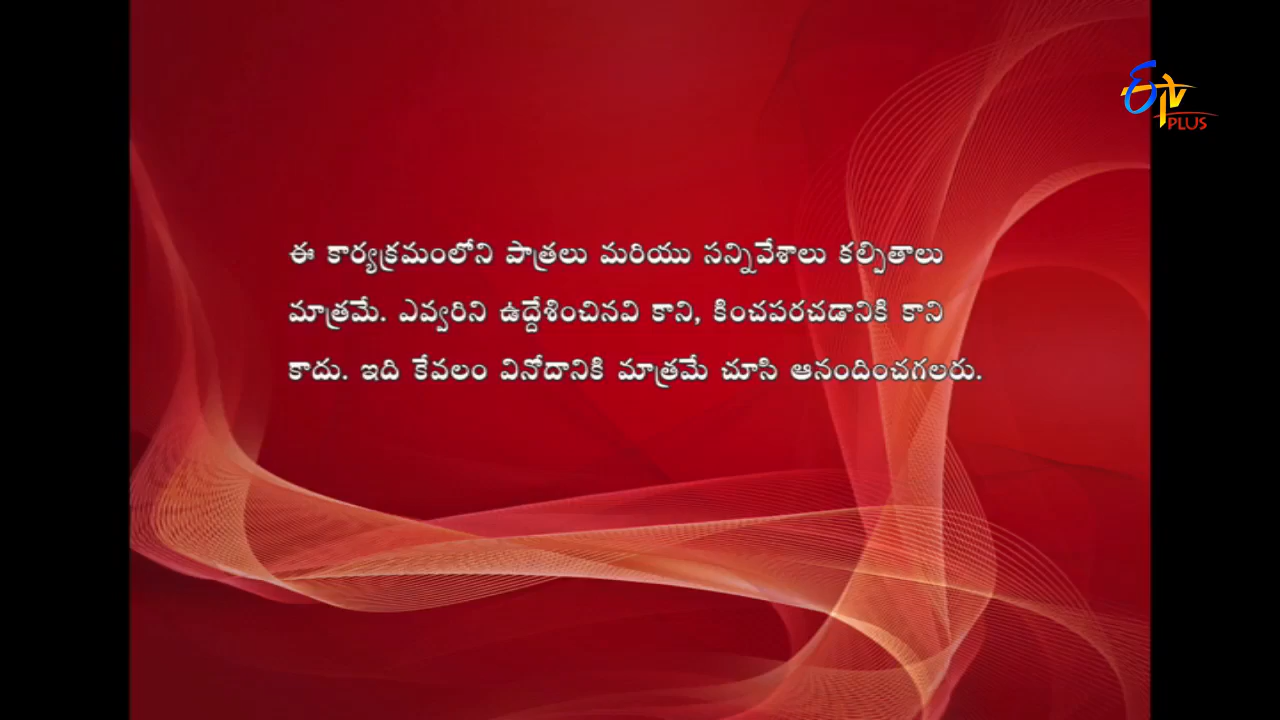 ETV
PLUS
ఈ కార్యక్రమంలోని పాత్రలు మరియు సన్నివేశాలు కల్పితాలు
మాత్రమే. ఎవ్వరిని ఉద్దేశించినవి కాని, కించపరచడానికి కాని
కాదు. ఇది కేవలం వినోదానికి మాత్రమే చూసి ఆనందించగలరు.